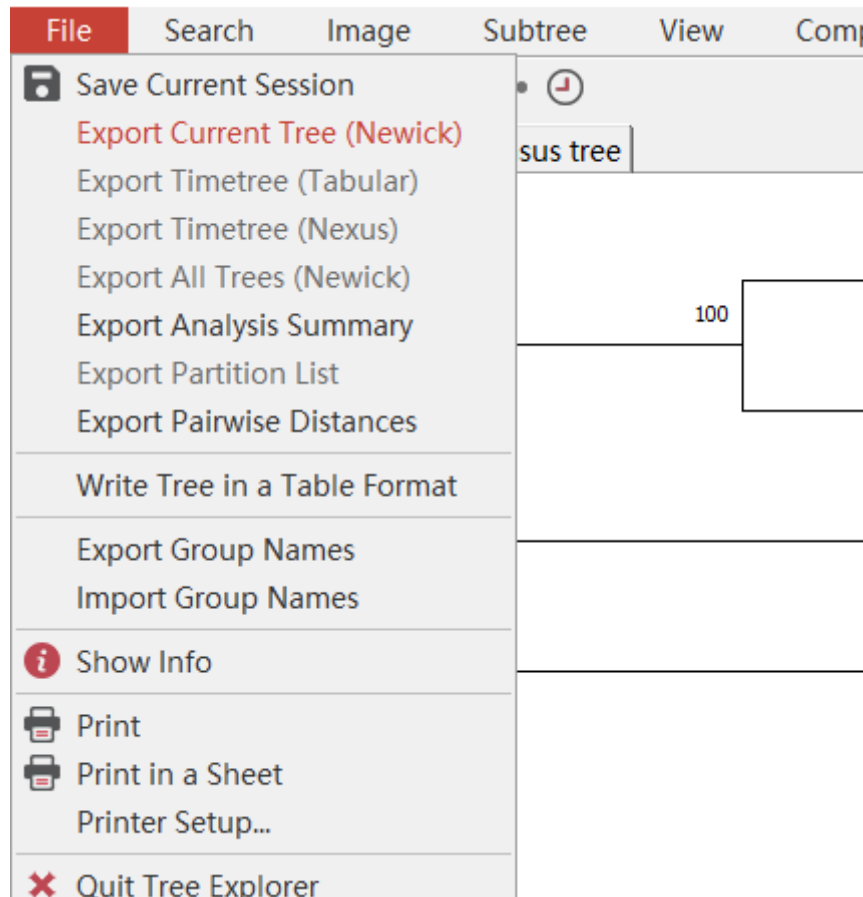 File Search Image Subtree View Comp
Save Current Session
Export Current Tree (Newick)
sus tree
Export Timetree (Tabular)
Export Timetree (Nexus)
Export All Trees (Newick)
Export Analysis Summary
100
Export Partition List
Export Pairwise Distances
Write Tree in a Table Format
Export Group Names
Import Group Names
Show Info
Print
Print in a Sheet
Printer Setup...
Quit Tree Explorer